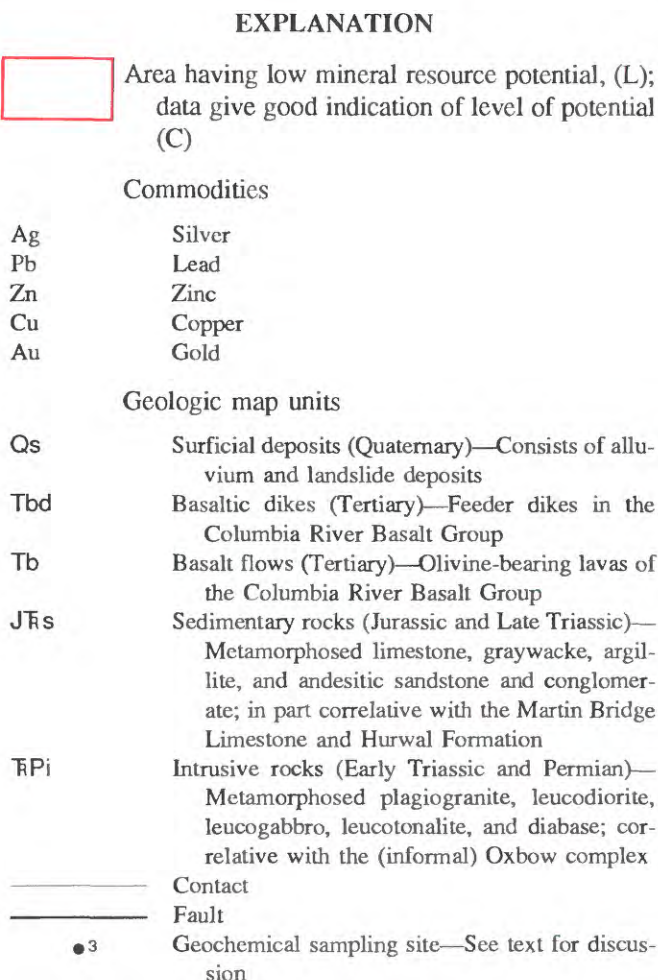 EXPLANATION
Area having low mineral resource potential, (L);
data give good indication of level of potential
(C)
Commodities
Ag Silver
Pb Lead
Zn Zinc
Cu Copper
Au Gold
Geologic map units
Qs Surficial deposits (Quaternary)—Consists of allu-
vium and landslide deposits
Tbd Basaltic dikes (Tertiary)—Feeder dikes in the
Columbia River Basalt Group
Tb Basalt flows (Tertiary)—Olivine-bearing lavas of
the Columbia River Basalt Group
J​Ꞧs Sedimentary rocks (Jurassic and Late Triassic)—
Metamorphosed limestone, graywacke, argil-
lite, and andesitic sandstone and conglomer-
ate; in part correlative with the Martin Bridge
Limestone and Hurwal Formation
ꞦPi Intrusive rocks (Early Triassic and Permian)—
Metamorphosed plagiogranite, leucodiorite,
leucogabbro, leucotonalite, and diabase; cor-
relative with the (informal) Oxbow complex
Contact
Fault
●3 Geochemical sampling site—See text for discus-
sion